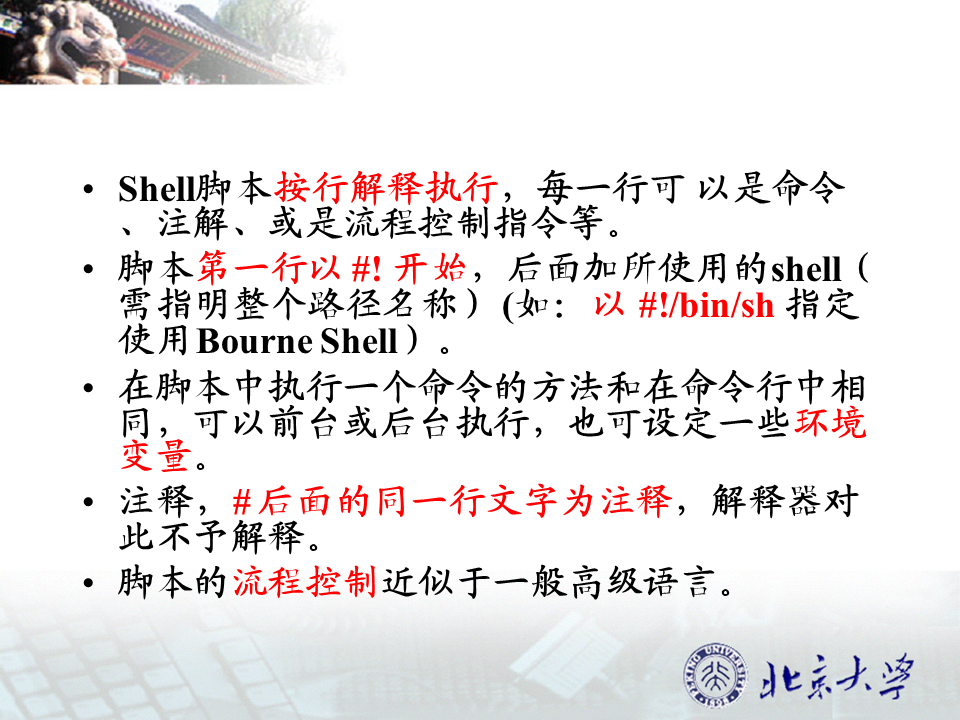 • Shell脚本按行解释执行，每一行可 以是命令
、注解、或是流程控制指令等。
• 脚本第一行以 #! 开始，后面加所使用的shell（
需指明整个路径名称） (如： 以 #!/bin/sh 指定
使用Bourne Shell）。
• 在脚本中执行一个命令的方法和在命令行中相
同，可以前台或后台执行，也可设定一些环境
变量。
• 注释，# 后面的同一行文字为注释，解释器对
此不予解释。
• 脚本的流程控制近似于一般高级语言。
PEKING UNIVERSITY
1898
北京大学